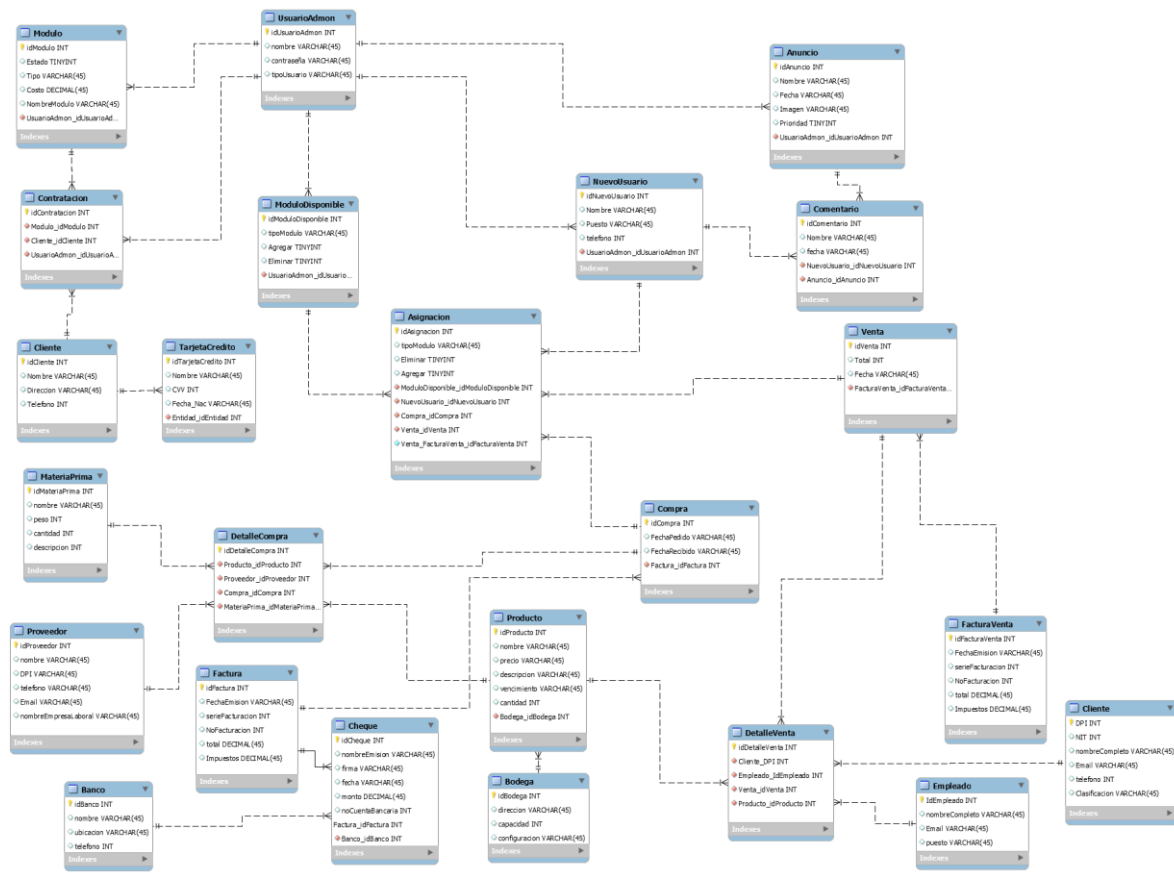 Modulo
idModulo INT
Estado TINYINT
Tipo VARCHAR(45)
Costo DECIMAL(45)
NombreModulo VARCHAR(45)
UsuarioAdmon_idUsuarioAd...
Indexes
UsuarioAdmon
idUsuarioAdmon INT
nombre VARCHAR(45)
contraseña VARCHAR(45)
tipoUsuario VARCHAR(45)
Indexes
Anuncio
idAnuncio INT
Nombre VARCHAR(45)
Fecha VARCHAR(45)
Imagen VARCHAR(45)
Prioridad TINYINT
UsuarioAdmon_idUsuarioAdmon INT
Indexes
Contratacion
idContratacion INT
Modulo_idModulo INT
Cliente_idCliente INT
UsuarioAdmon_idUsuarioA...
Indexes
ModuloDisponible
idModuloDisponible INT
tipoModulo VARCHAR(45)
Agregar TINYINT
Eliminar TINYINT
UsuarioAdmon_idUsuario...
Indexes
NuevoUsuario
idNuevoUsuario INT
Nombre VARCHAR(45)
Puesto VARCHAR(45)
telefono INT
UsuarioAdmon_idUsuarioAdmon INT
Indexes
Comentario
idComentario INT
Nombre VARCHAR(45)
fecha VARCHAR(45)
NuevoUsuario_idNuevoUsuario INT
Anuncio_idAnuncio INT
Indexes
Cliente
idCliente INT
Nombre VARCHAR(45)
Direccion VARCHAR(45)
Telefono INT
Indexes
TarjetaCredito
idTarjetaCredito INT
Nombre VARCHAR(45)
CVV INT
Fecha_Nac VARCHAR(45)
Entidad_idEntidad INT
Indexes
Asignacion
idAsignacion INT
tipoModulo VARCHAR(45)
Eliminar TINYINT
Agregar TINYINT
ModuloDisponible_idModuloDisponible INT
NuevoUsuario_idNuevoUsuario INT
Compra_idCompra INT
Venta_idVenta INT
Venta_FacturaVenta_idFacturaVenta INT
Indexes
Venta
idVenta INT
Total INT
Fecha VARCHAR(45)
FacturaVenta_idFacturaVenta...
Indexes
MateriaPrima
idMateriaPrima INT
nombre VARCHAR(45)
peso INT
cantidad INT
descripcion INT
Indexes
DetalleCompra
idDetalleCompra INT
Producto_idProducto INT
Proveedor_idProveedor INT
Compra_idCompra INT
MateriaPrima_idMateriaPrima...
Indexes
Compra
idCompra INT
FechaPedido VARCHAR(45)
FechaRecibido VARCHAR(45)
Factura_idFactura INT
Indexes
Proveedor
idProveedor INT
nombre VARCHAR(45)
DPI VARCHAR(45)
telefono VARCHAR(45)
Email VARCHAR(45)
nombreEmpresaLaboral VARCHAR(45)
Indexes
Factura
idFactura INT
FechaEmision VARCHAR(45)
serieFacturacion INT
NoFacturacion INT
total DECIMAL(45)
Impuestos DECIMAL(45)
Indexes
Producto
idProducto INT
nombre VARCHAR(45)
precio VARCHAR(45)
descripcion VARCHAR(45)
vencimiento VARCHAR(45)
cantidad INT
Bodega_idBodega INT
Indexes
FacturaVenta
idFacturaVenta INT
FechaEmision VARCHAR(45)
serieFacturacion INT
NoFacturacion INT
total DECIMAL(45)
Impuestos DECIMAL(45)
Indexes
Cliente
DPI INT
NIT INT
nombreCompleto VARCHAR(45)
Email VARCHAR(45)
telefono INT
Clasificacion VARCHAR(45)
Indexes
Cheque
idCheque INT
nombreEmision VARCHAR(45)
firma VARCHAR(45)
fecha VARCHAR(45)
monto DECIMAL(45)
noCuentaBancaria INT
Factura_idFactura INT
Banco_idBanco INT
Indexes
DetalleVenta
idDetalleVenta INT
Cliente_DPI INT
Empleado_IdEmpleado INT
Venta_idVenta INT
Producto_idProducto INT
Indexes
Banco
idBanco INT
nombre VARCHAR(45)
ubicacion VARCHAR(45)
telefono INT
Indexes
Bodega
idBodega INT
direccion VARCHAR(45)
capacidad INT
configuracion VARCHAR(45)
Indexes
Empleado
IdEmpleado INT
nombreCompleto VARCHAR(45)
Email VARCHAR(45)
puesto VARCHAR(45)
Indexes